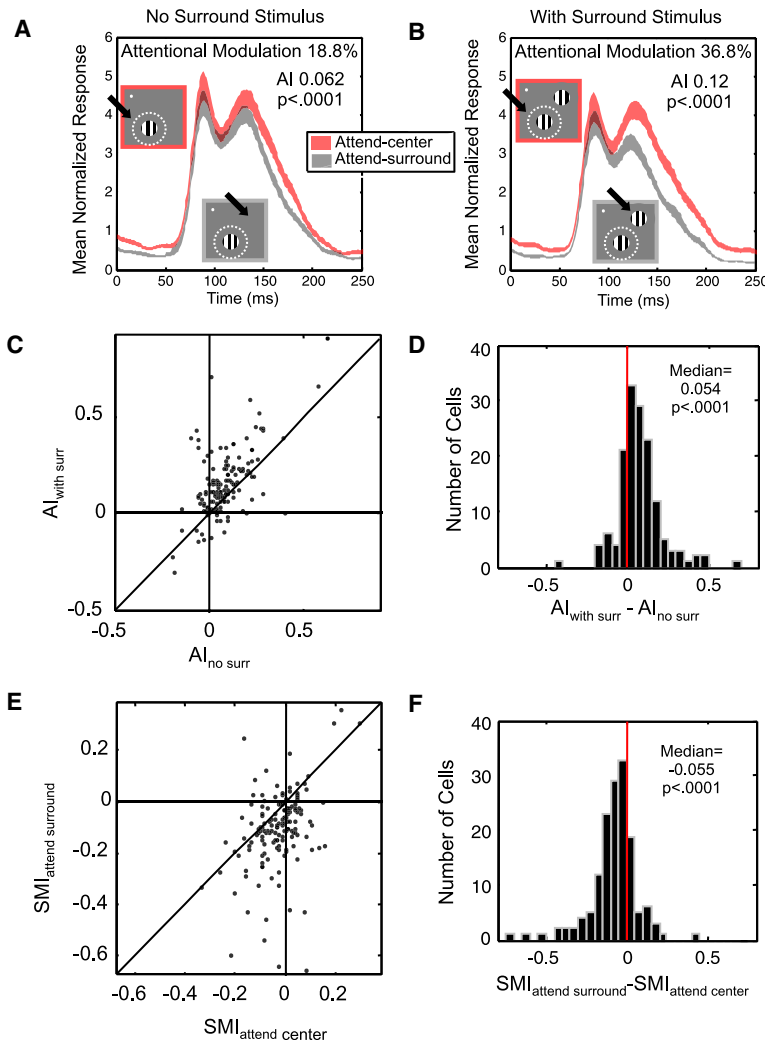 No Surround Stimulus
With Surround Stimulus
A
Attentional Modulation 18.8%
AI 0.062
p<.0001
Mean Normalized Response
6
5
4
3
2
1
0
0
50
100
150
200
250
Time (ms)
Attend-center
Attend-surround
B
Attentional Modulation 36.8%
AI 0.12
p<.0001
Mean Normalized Response
6
5
4
3
2
1
0
0
50
100
150
200
250
Time (ms)
C
AIwith surr
0.5
0
-0.5
-0.5
0
0.5
AIno surr
D
Median=
0.054
p<.0001
Number of Cells
40
30
20
10
0
-0.5
0
0.5
AIwith surr - AIno surr
E
SMIattend surround
0.2
0
-0.2
-0.4
-0.6
-0.6
-0.4
-0.2
0
0.2
SMIattend center
F
Median=
-0.055
p<.0001
Number of Cells
40
30
20
10
0
-0.5
0
0.5
SMIattend surround-SMIattend center